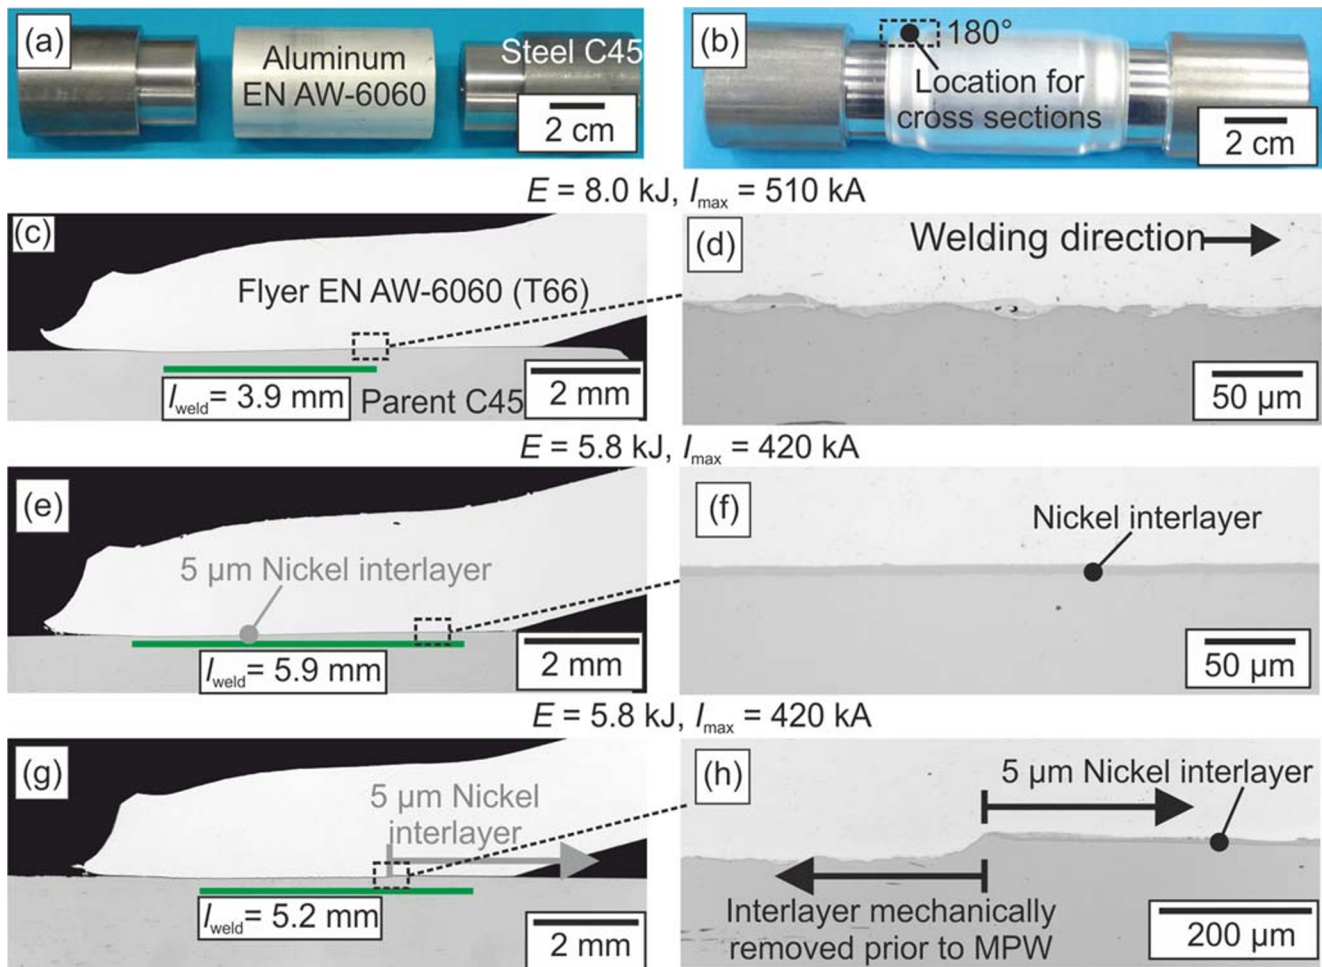 (a)
Aluminum
EN AW-6060
Steel C45
2 cm
(b)
180°
Location for
cross sections
2 cm
E = 8.0 kJ, Imax = 510 kA
(c)
Flyer EN AW-6060 (T66)
lweld = 3.9 mm
Parent C45
2 mm
(d)
Welding direction
50 µm
E = 5.8 kJ, Imax = 420 kA
(e)
5 µm Nickel interlayer
lweld = 5.9 mm
2 mm
(f)
Nickel interlayer
50 µm
E = 5.8 kJ, Imax = 420 kA
(g)
5 µm Nickel
interlayer
lweld = 5.2 mm
2 mm
(h)
5 µm Nickel interlayer
Interlayer mechanically
removed prior to MPW
200 µm